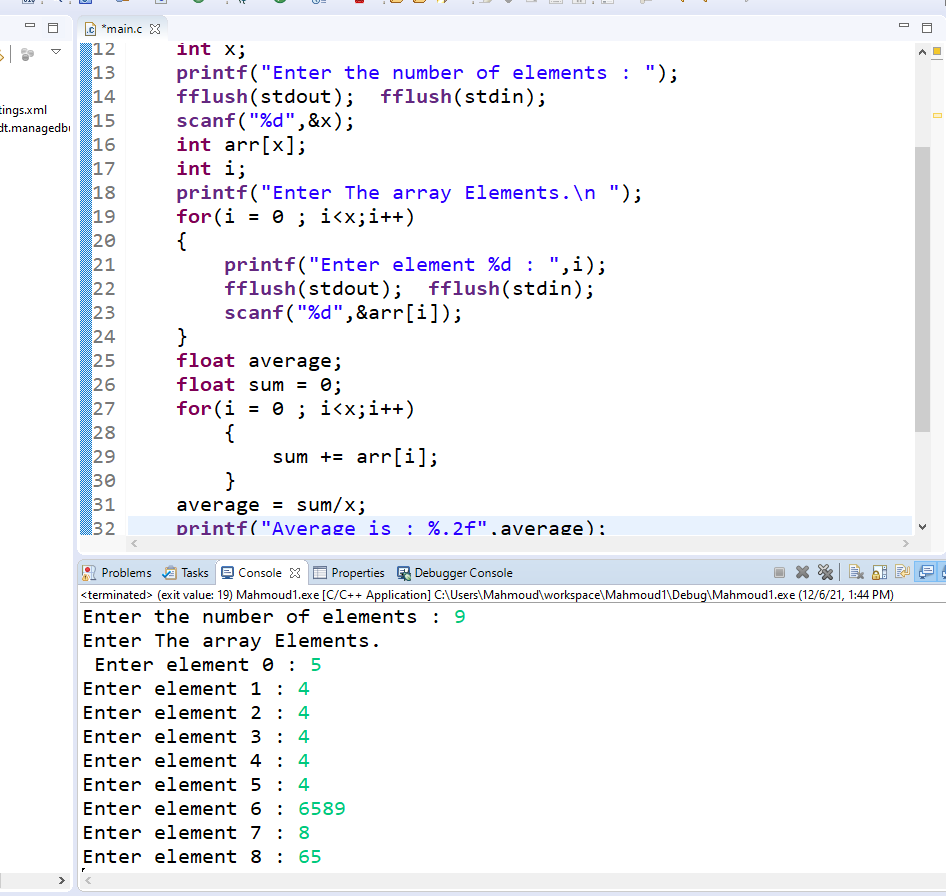 *main.c
tings.xml
dt.managedbu
12 int x;
13 printf("Enter the number of elements : ");
14 fflush(stdout);  fflush(stdin);
15 scanf("%d",&x);
16 int arr[x];
17 int i;
18 printf("Enter The array Elements.\n ");
19 for(i = 0 ; i<x;i++)
20 {
21 printf("Enter element %d : ",i);
22 fflush(stdout);  fflush(stdin);
23 scanf("%d",&arr[i]);
24 }
25 float average;
26 float sum = 0;
27 for(i = 0 ; i<x;i++)
28 {
29 sum += arr[i];
30 }
31 average = sum/x;
32 printf("Average is : %.2f",average);
Problems Tasks Console Properties Debugger Console
<terminated> (exit value: 19) Mahmoud1.exe [C/C++ Application] C:\Users\Mahmoud\workspace\Mahmoud1\Debug\Mahmoud1.exe (12/6/21, 1:44 PM)
Enter the number of elements : 9
Enter The array Elements.
Enter element 0 : 5
Enter element 1 : 4
Enter element 2 : 4
Enter element 3 : 4
Enter element 4 : 4
Enter element 5 : 4
Enter element 6 : 6589
Enter element 7 : 8
Enter element 8 : 65